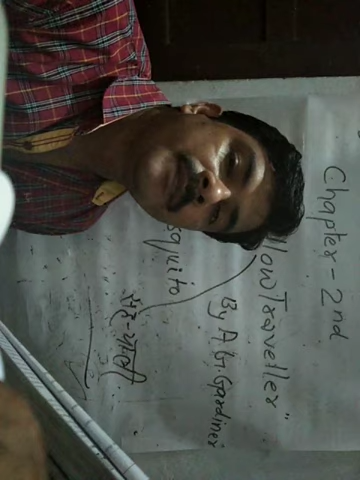 Chapter - 2nd
llow Traveller"
By A.G. Gardiner
squito
सह-यात्री